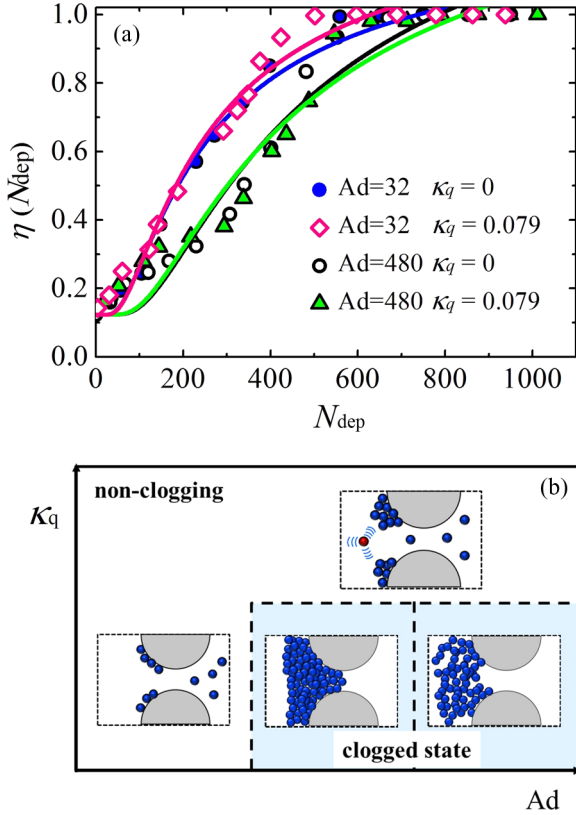 (a)
η (Ndep)
1.0
0.8
0.6
0.4
0.2
0.0
Ad=32 κq = 0
Ad=32 κq = 0.079
Ad=480 κq = 0
Ad=480 κq = 0.079
0 200 400 600 800 1000
Ndep
(b)
non-clogging
κq
clogged state
Ad